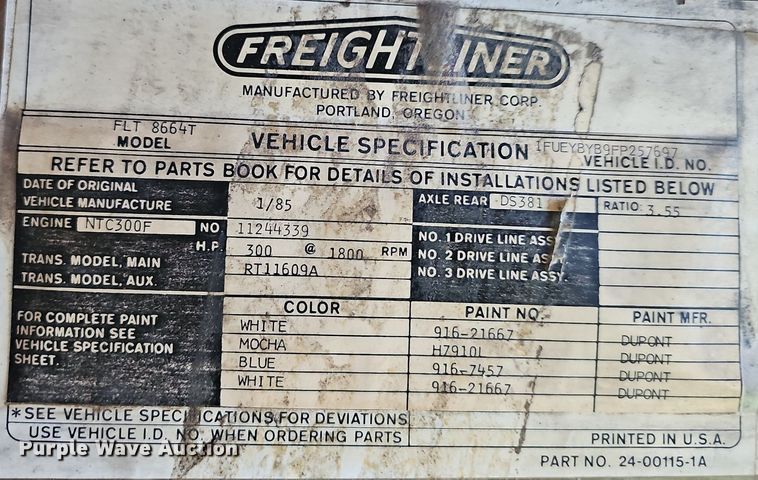 FREIGHTLINER
MANUFACTURED BY FREIGHTLINER CORP.
PORTLAND, OREGON
FLT 8664T
MODEL
VEHICLE SPECIFICATION
1FUEYBYB9FP257697
VEHICLE I.D. NO.
REFER TO PARTS BOOK FOR DETAILS OF INSTALLATIONS LISTED BELOW
DATE OF ORIGINAL
VEHICLE MANUFACTURE 1/85 AXLE REAR DS381 RATIO: 3.55
ENGINE NTC300F NO 11244339 NO. 1 DRIVE LINE ASSY.
H.P. 300 @ 1800 RPM NO. 2 DRIVE LINE ASSY.
TRANS. MODEL, MAIN RT11609A NO. 3 DRIVE LINE ASSY.
TRANS. MODEL, AUX.
COLOR PAINT NO. PAINT MFR.
FOR COMPLETE PAINT
INFORMATION SEE
VEHICLE SPECIFICATION
SHEET.
WHITE 916-21667 DUPONT
MOCHA H7910L DUPONT
BLUE 916-7457 DUPONT
WHITE 916-21667 DUPONT
*SEE VEHICLE SPECIFICATIONS FOR DEVIATIONS
USE VEHICLE I.D. NO. WHEN ORDERING PARTS
PRINTED IN U.S.A.
PART NO. 24-00115-1A
Purple Wave Auction